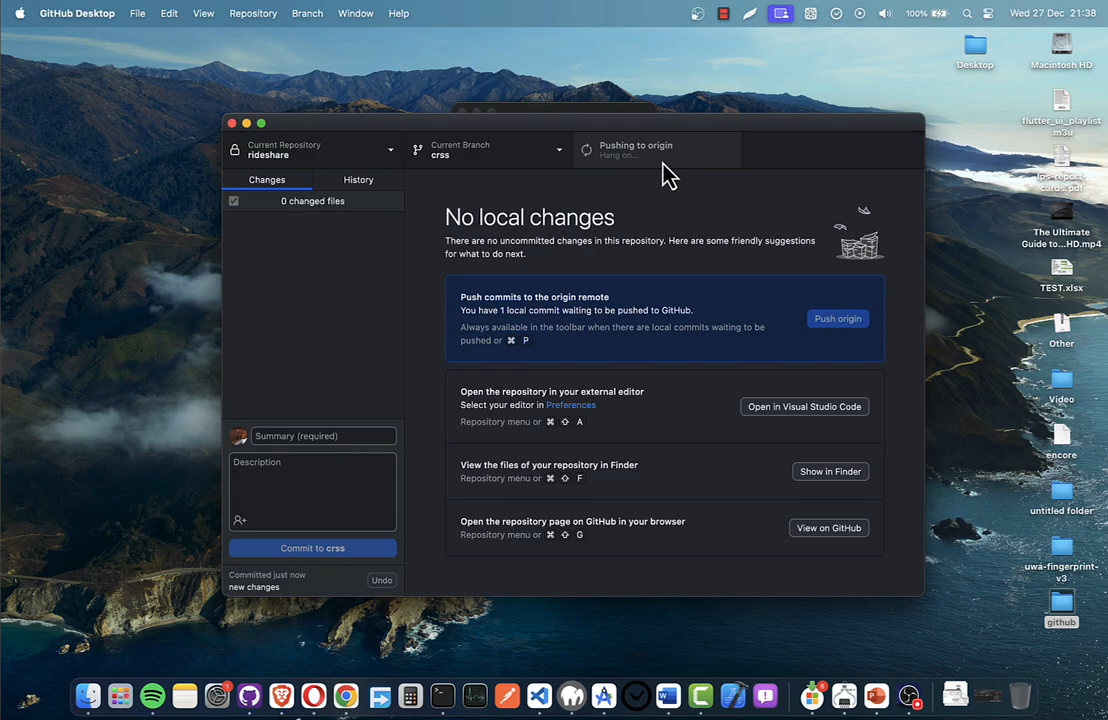 GitHub Desktop File Edit View Repository Branch Window Help
100% Wed 27 Dec 21:38
Desktop
Macintosh HD
flutter_ui_playlist
.m3u
lps-report-
cards.pdf
The Ultimate
Guide to...HD.mp4
TEST.xlsx
Other
Video
encore
untitled folder
uwa-fingerprint-
v3
github
Current Repository
rideshare
Current Branch
crss
Pushing to origin
Hang on...
Changes
History
0 changed files
No local changes
There are no uncommitted changes in this repository. Here are some friendly suggestions
for what to do next.
Push commits to the origin remote
You have 1 local commit waiting to be pushed to GitHub.
Always available in the toolbar when there are local commits waiting to be
pushed or ⌘ P
Push origin
Open the repository in your external editor
Select your editor in Preferences
Repository menu or ⌘ ⇧ A
Open in Visual Studio Code
View the files of your repository in Finder
Repository menu or ⌘ ⇧ F
Show in Finder
Open the repository page on GitHub in your browser
Repository menu or ⌘ ⇧ G
View on GitHub
Summary (required)
Description
Commit to crss
Committed just now
new changes
Undo